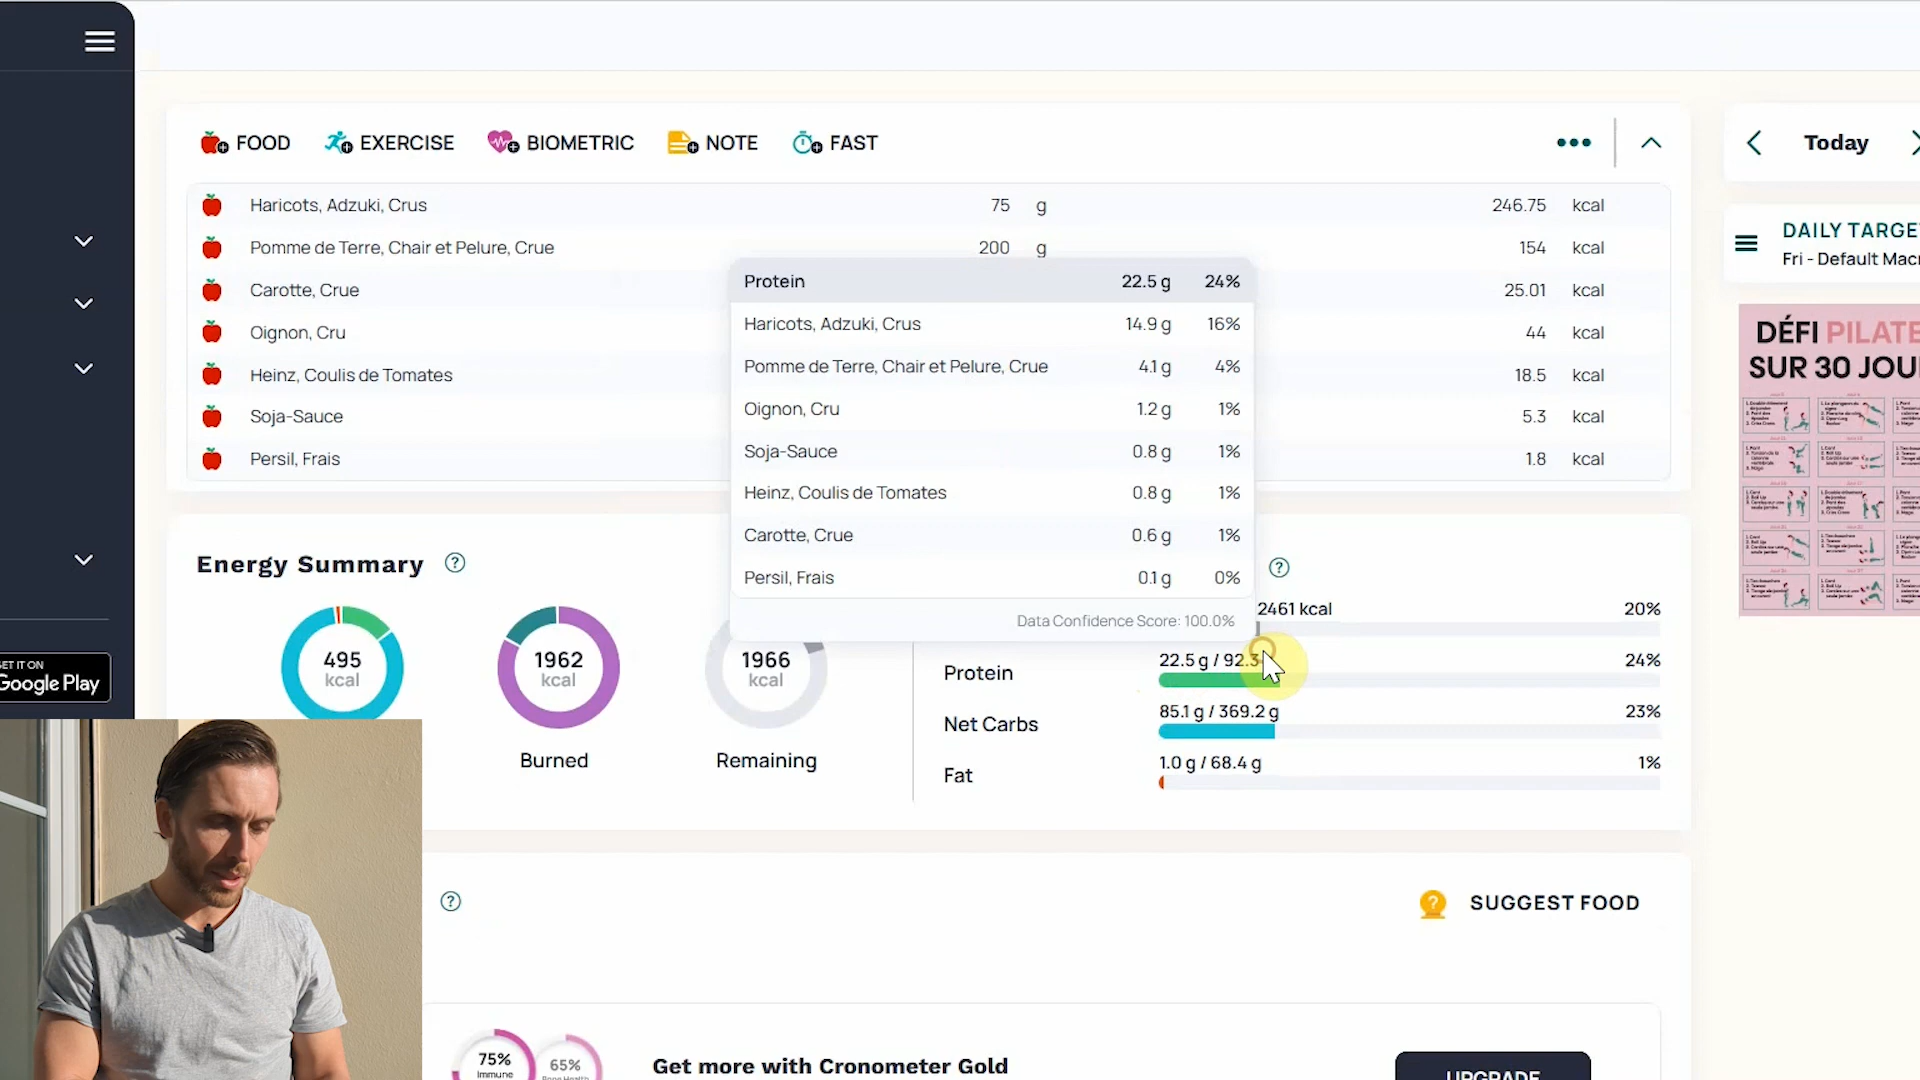 FOOD EXERCISE BIOMETRIC NOTE FAST
Today
Haricots, Adzuki, Crus 75 g 246.75 kcal
Pomme de Terre, Chair et Pelure, Crue 200 g 154 kcal
Carotte, Crue 25.01 kcal
Oignon, Cru 44 kcal
Heinz, Coulis de Tomates 18.5 kcal
Soja-Sauce 5.3 kcal
Persil, Frais 1.8 kcal
Protein 22.5 g 24%
Haricots, Adzuki, Crus 14.9 g 16%
Pomme de Terre, Chair et Pelure, Crue 4.1 g 4%
Oignon, Cru 1.2 g 1%
Soja-Sauce 0.8 g 1%
Heinz, Coulis de Tomates 0.8 g 1%
Carotte, Crue 0.6 g 1%
Persil, Frais 0.1 g 0%
Data Confidence Score: 100.0%
DAILY TARGE
Fri - Default Mac
DÉFI PILATE
SUR 30 JOU
Energy Summary
495 kcal
1962 kcal
1966 kcal
Burned
Remaining
2461 kcal 20%
Protein 22.5 g / 92.3 24%
Net Carbs 85.1 g / 369.2 g 23%
Fat 1.0 g / 68.4 g 1%
ET IT ON
Google Play
SUGGEST FOOD
75%
Immune
65%
Get more with Cronometer Gold
UPGRADE